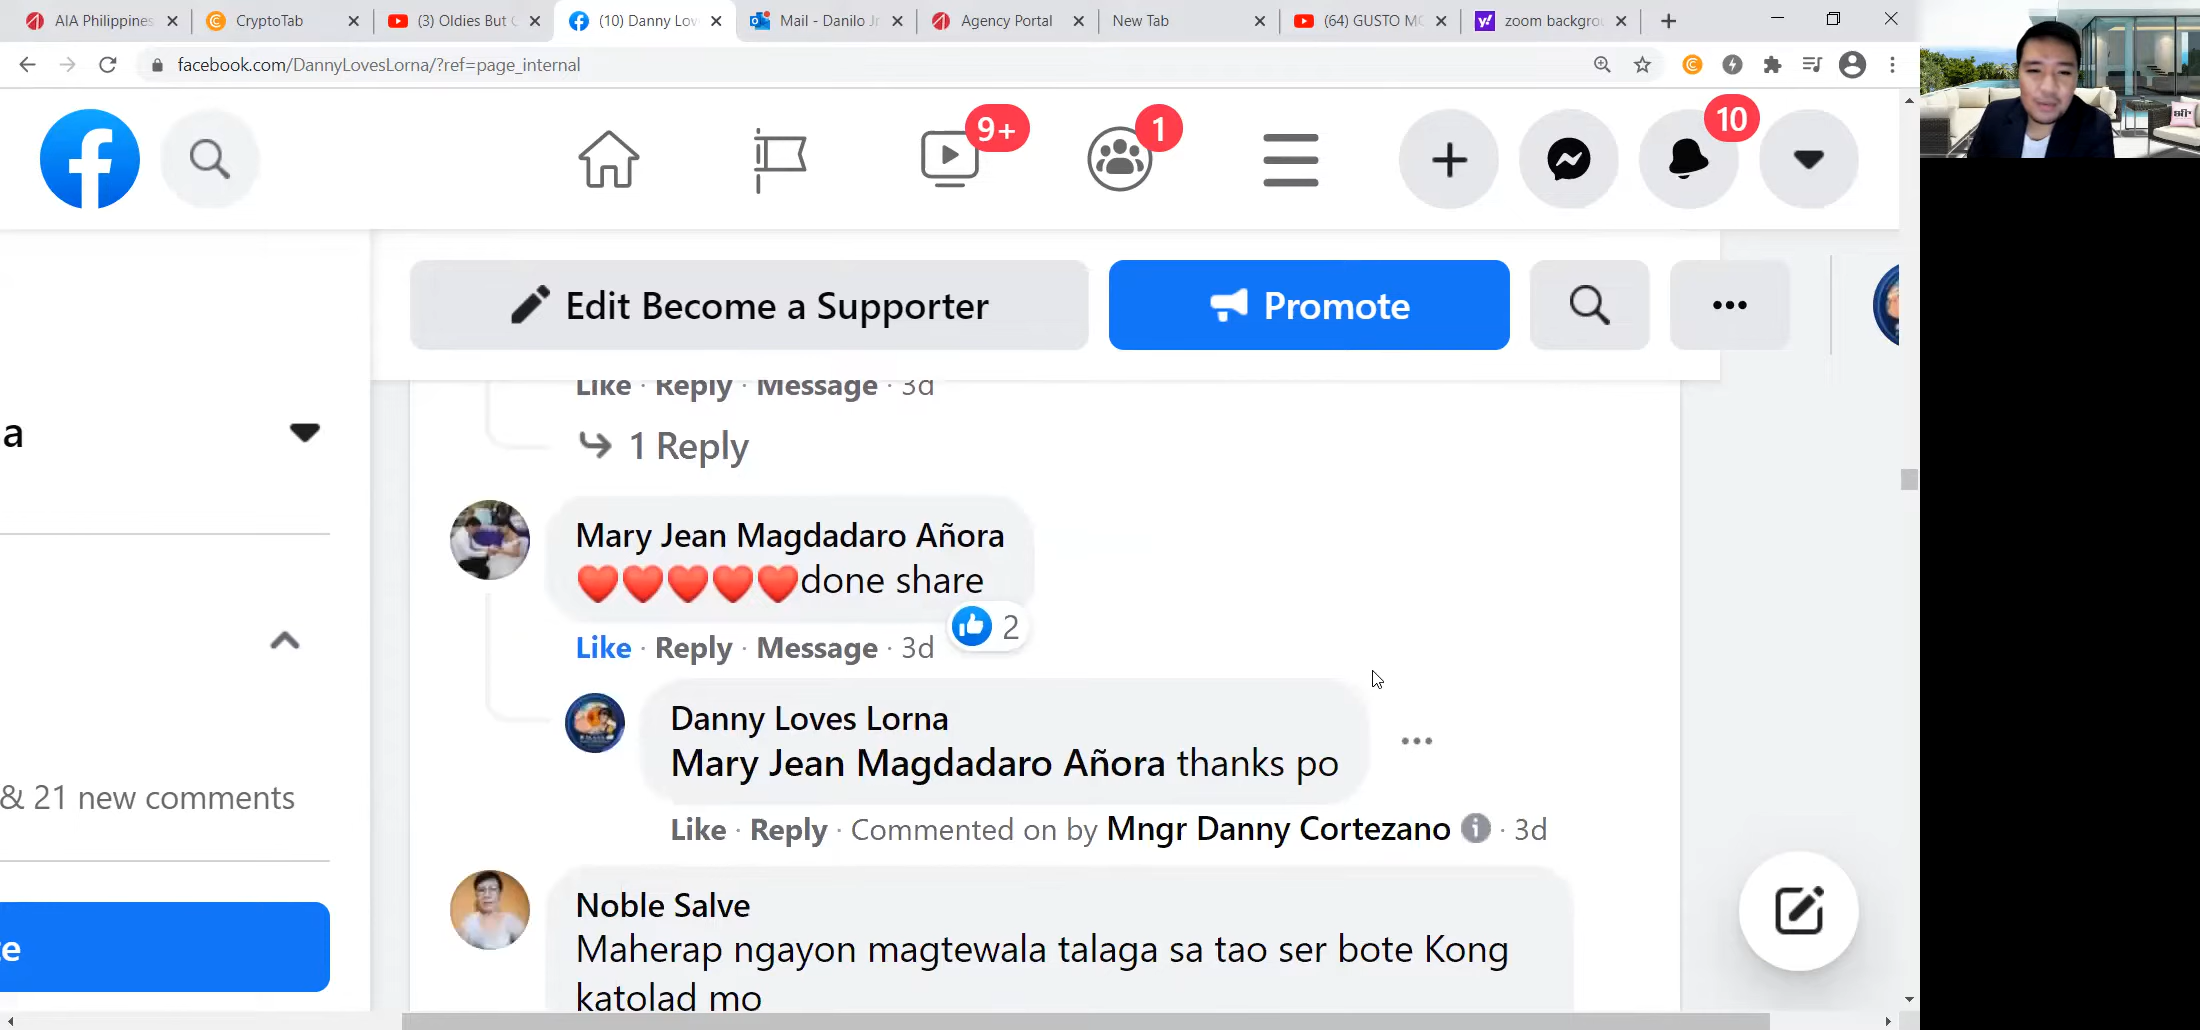 AIA Philippines
CryptoTab
(3) Oldies But
(10) Danny Lov
Mail - Danilo Jr
Agency Portal
New Tab
(64) GUSTO
zoom backgrou
facebook.com/DannyLovesLorna/?ref=page_internal
9+
1
10
Edit Become a Supporter
Promote
Like · Reply · Message · 3d
1 Reply
a
Mary Jean Magdadaro Añora
❤️❤️❤️❤️❤️done share
2
Like · Reply · Message · 3d
Danny Loves Lorna
Mary Jean Magdadaro Añora thanks po
Like · Reply · Commented on by Mngr Danny Cortezano · 3d
& 21 new comments
Noble Salve
Maherap ngayon magtewala talaga sa tao ser bote Kong
katolad mo
e